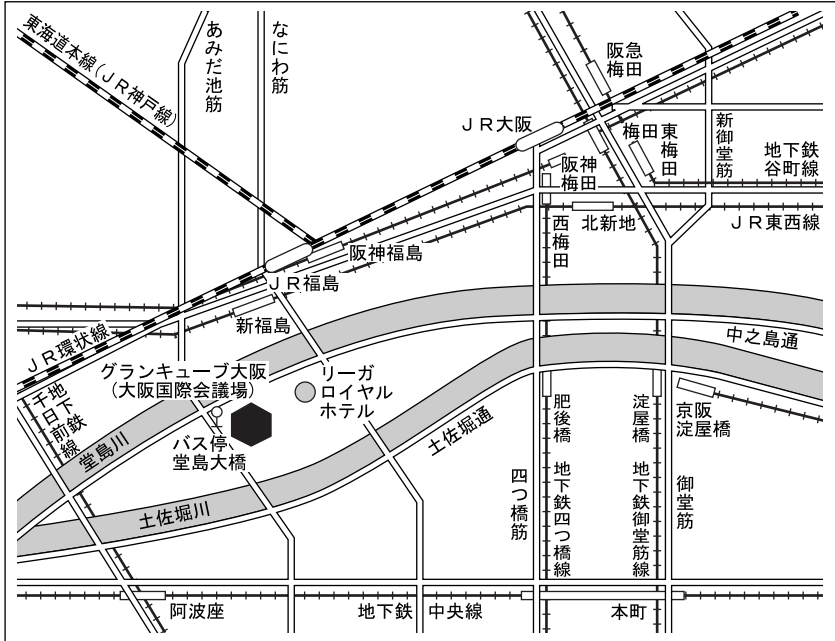 東海道本線（ＪＲ神戸線）
あみだ池筋
なにわ筋
阪急
梅田
ＪＲ大阪
梅田
東梅田
新御堂筋
地下鉄
谷町線
阪神
梅田
西梅田
北新地
ＪＲ東西線
阪神福島
ＪＲ福島
新福島
ＪＲ環状線
中之島通
グランキューブ大阪
（大阪国際会議場）
リーガ
ロイヤル
ホテル
地下鉄
千日前線
バス停
堂島大橋
堂島川
土佐堀通
土佐堀川
肥後橋
淀屋橋
京阪
淀屋橋
四つ橋筋
地下鉄四つ橋線
地下鉄御堂筋線
御堂筋
阿波座
地下鉄
中央線
本町